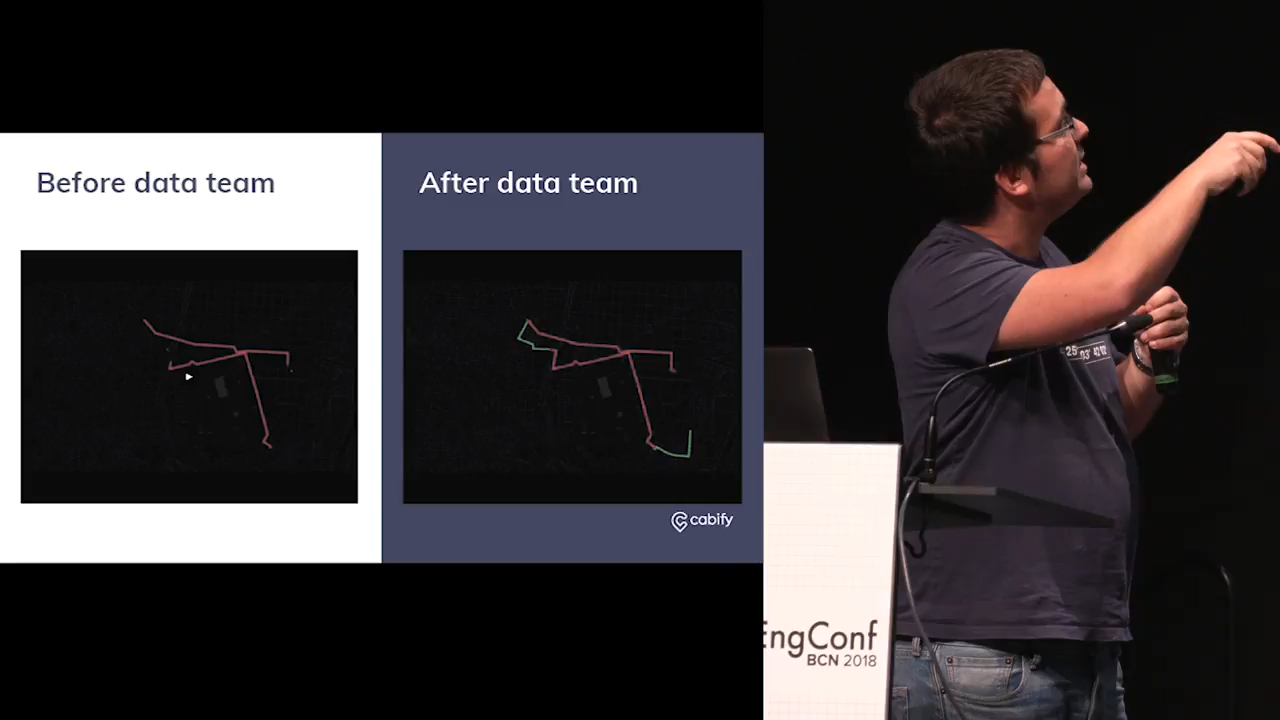 Before data team
After data team
cabify
EngConf
BCN 2018